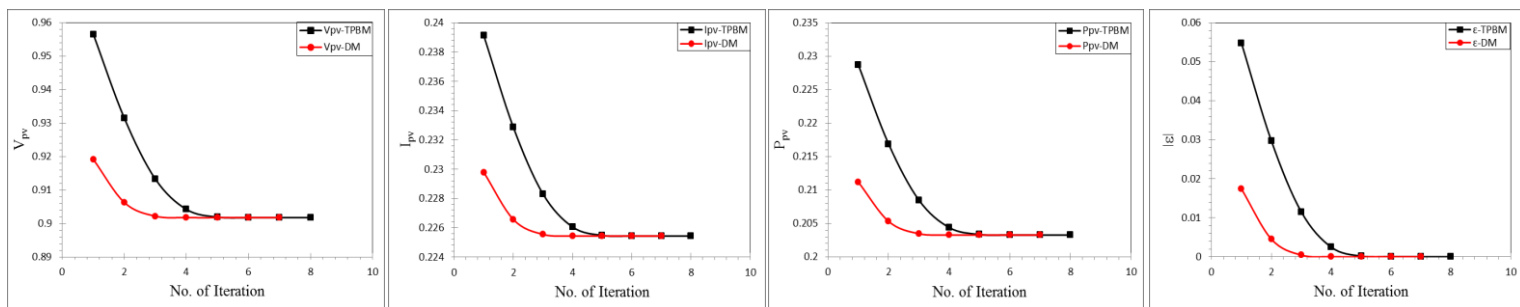 0.96
0.95
0.94
0.93
0.92
0.91
0.9
0.89
V_pv
0 2 4 6 8 10
No. of Iteration
Vpv-TPBM
Vpv-DM
0.24
0.238
0.236
0.234
0.232
0.23
0.228
0.226
0.224
I_pv
0 2 4 6 8 10
No. of Iteration
Ipv-TPBM
Ipv-DM
0.235
0.23
0.225
0.22
0.215
0.21
0.205
0.2
P_pv
0 2 4 6 8 10
No. of Iteration
Ppv-TPBM
Ppv-DM
0.06
0.05
0.04
0.03
0.02
0.01
0
|ε|
0 2 4 6 8 10
No. of Iteration
ε-TPBM
ε-DM